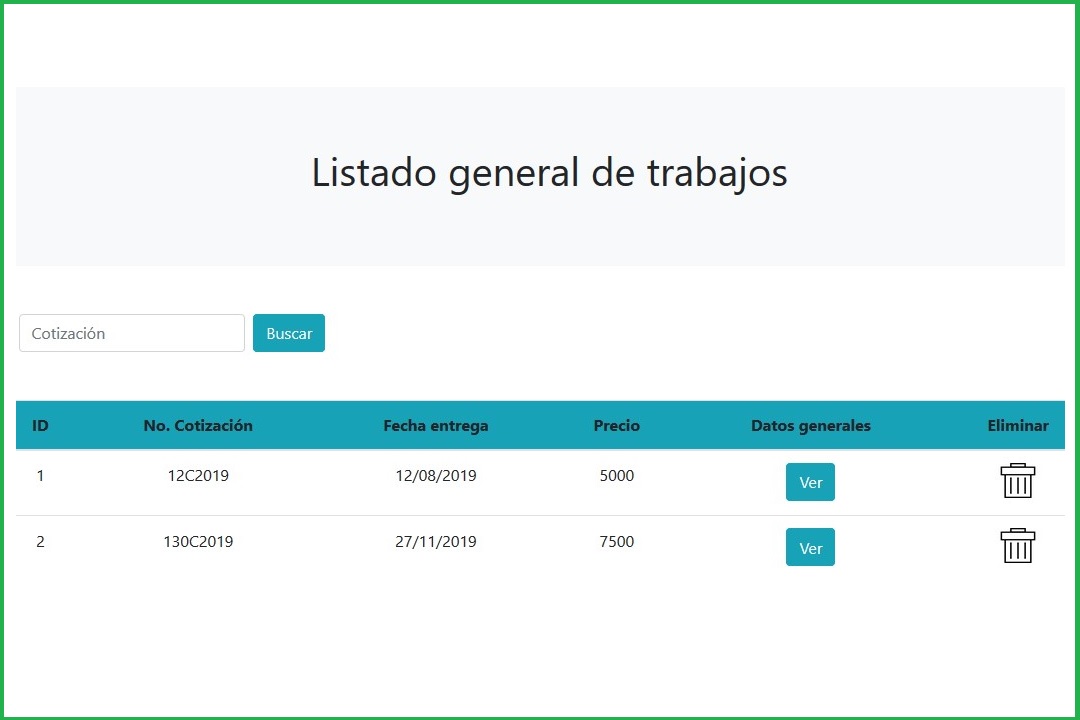 Listado general de trabajos
Cotización Buscar
ID No. Cotización Fecha entrega Precio Datos generales Eliminar
1 12C2019 12/08/2019 5000 Ver
2 130C2019 27/11/2019 7500 Ver